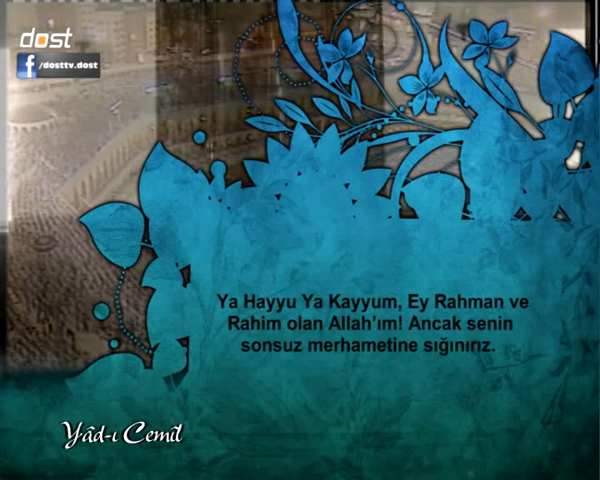 dost
f /dosttv.dost
Ya Hayyu Ya Kayyum, Ey Rahman ve
Rahim olan Allah'ım! Ancak senin
sonsuz merhametine sığınırız.
Yâd-ı Cemîl